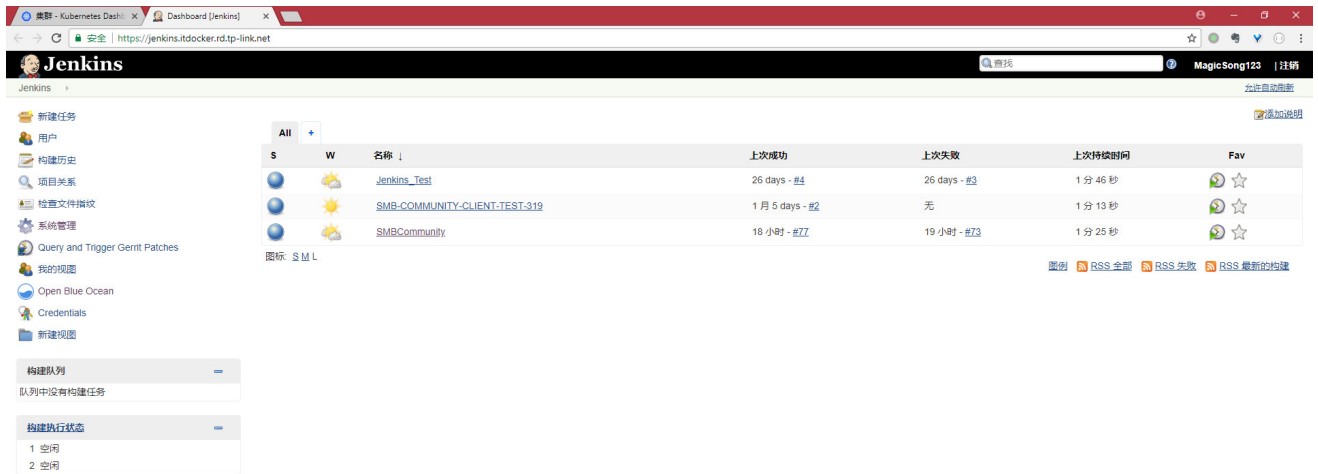 集群 - Kubernetes Dashb
Dashboard [Jenkins]
安全 | https://jenkins.itdocker.rd.tp-link.net
Jenkins
查找
MagicSong123 | 注销
Jenkins
允许自动刷新
新建任务
用户
构建历史
项目关系
检查文件指纹
系统管理
Query and Trigger Gerrit Patches
我的视图
Open Blue Ocean
Credentials
新建视图
构建队列
队列中没有构建任务
构建执行状态
1 空闲
2 空闲
添加说明
All +
S W 名称 ↓ 上次成功 上次失败 上次持续时间 Fav
Jenkins_Test 26 days - #4 26 days - #3 1 分 46 秒
SMB-COMMUNITY-CLIENT-TEST-319 1 月 5 days - #2 无 1 分 13 秒
SMBCommunity 18 小时 - #77 19 小时 - #73 1 分 25 秒
图标: S M L
图例 RSS 全部 RSS 失败 RSS 最新的构建